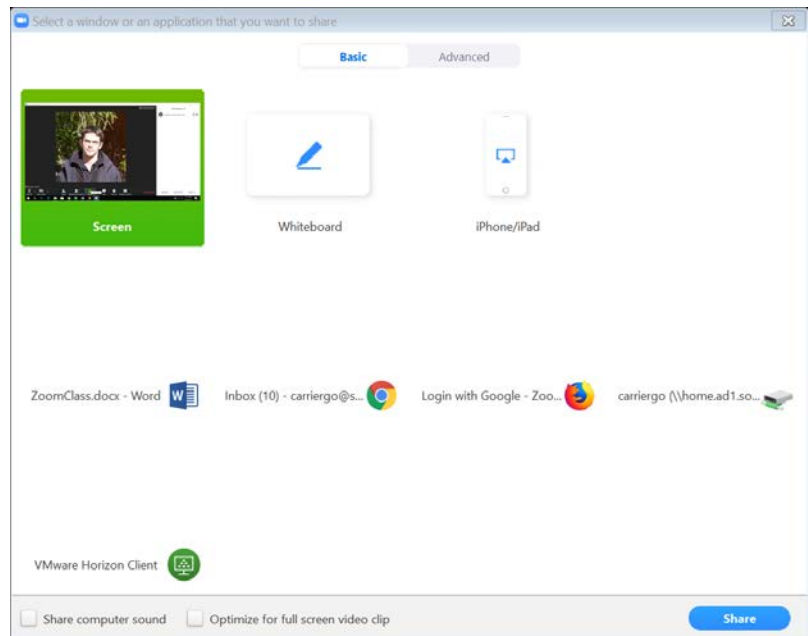 Select a window or an application that you want to share
Basic
Advanced
Screen
Whiteboard
iPhone/iPad
ZoomClass.docx - Word
Inbox (10) - carriergo@s...
Login with Google - Zoo...
carriergo (\\home.ad1.so...
VMware Horizon Client
Share computer sound
Optimize for full screen video clip
Share